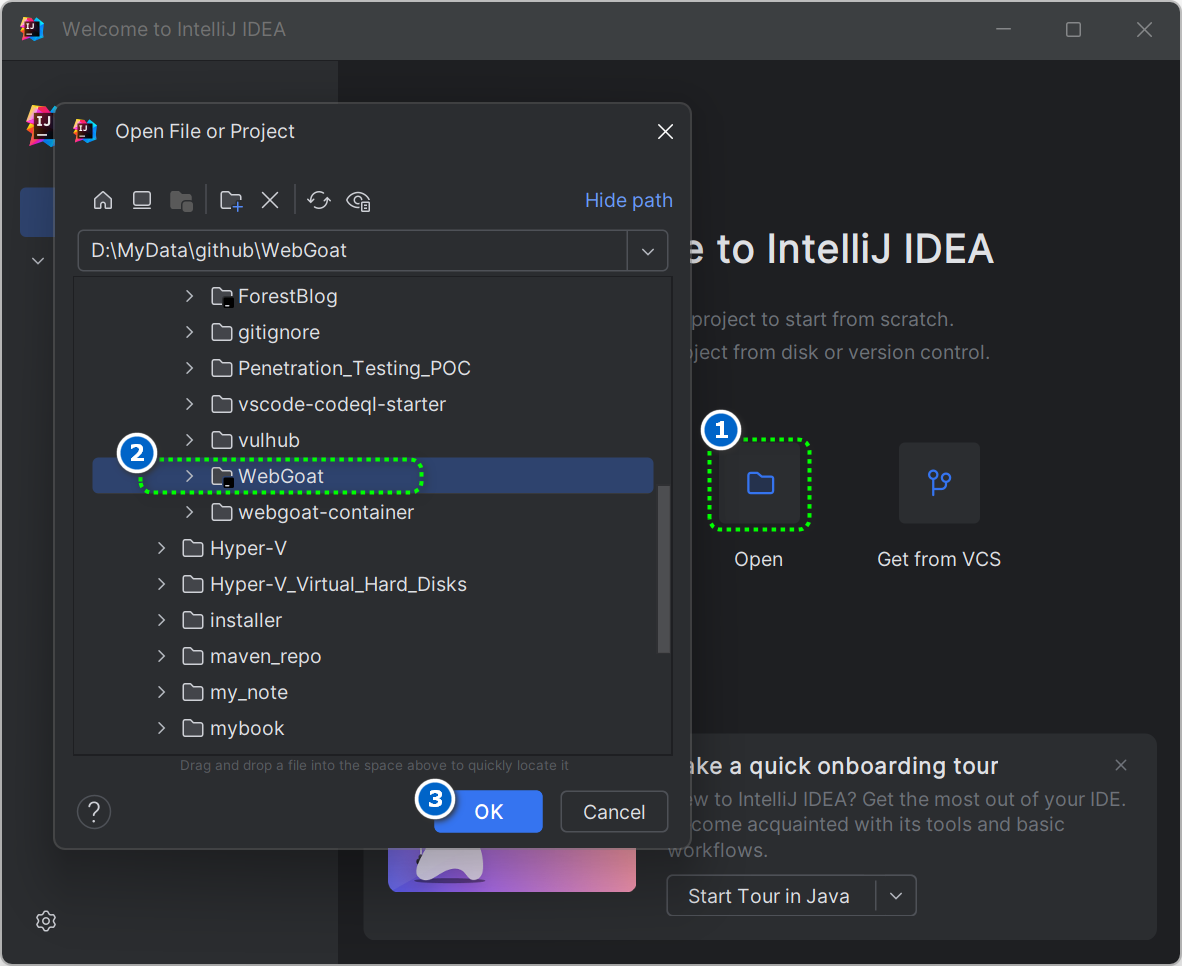 Welcome to IntelliJ IDEA
IJ
Open File or Project
Hide path
D:\MyData\github\WebGoat
ForestBlog
gitignore
Penetration_Testing_POC
vscode-codeql-starter
vulhub
2
WebGoat
webgoat-container
Hyper-V
Hyper-V_Virtual_Hard_Disks
installer
maven_repo
my_note
mybook
Drag and drop a file into the space above to quickly locate it
?
3
OK
Cancel
e to IntelliJ IDEA
project to start from scratch.
ject from disk or version control.
1
Open
Get from VCS
ake a quick onboarding tour
ew to IntelliJ IDEA? Get the most out of your IDE.
come acquainted with its tools and basic
workflows.
Start Tour in Java